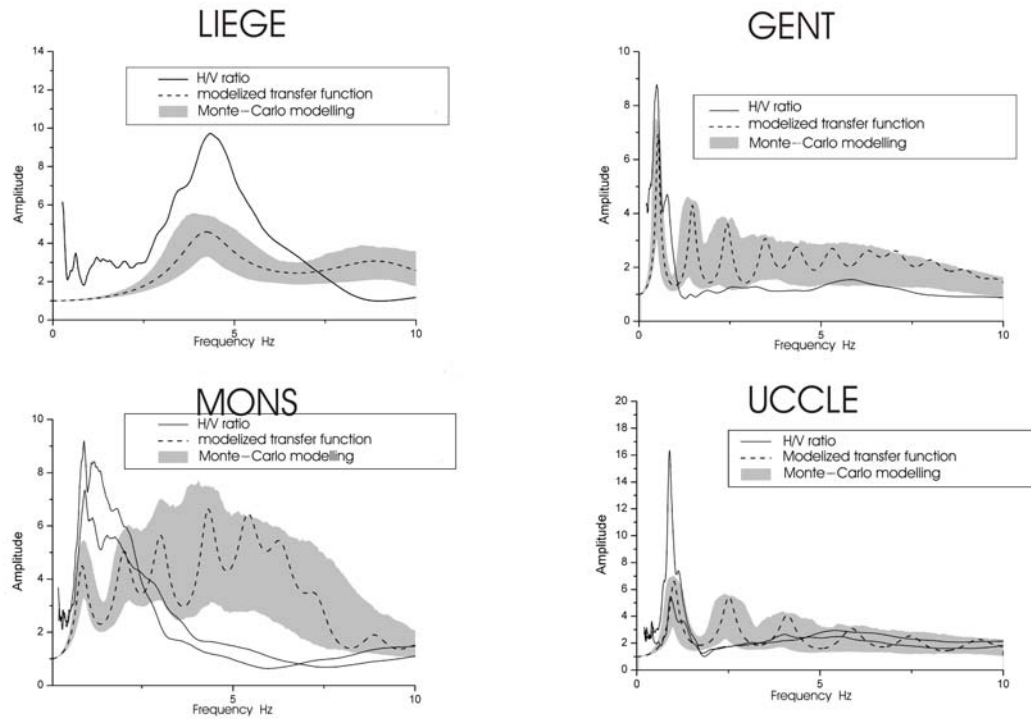 LIEGE
14
12
10
8
6
4
2
0
0
5
10
Amplitude
Frequency Hz
H/V ratio
modelized transfer function
Monte-Carlo modelling
GENT
10
8
6
4
2
0
0
5
10
Amplitude
Frequency Hz
H/V ratio
modelized transfer function
Monte-Carlo modelling
MONS
10
8
6
4
2
0
0
5
10
Amplitude
Frequency Hz
H/V ratio
modelized transfer function
Monte-Carlo modelling
UCCLE
20
18
16
14
12
10
8
6
4
2
0
0
5
10
Amplitude
Frequency Hz
H/V ratio
Modelized transfer function
Monte-Carlo modelling